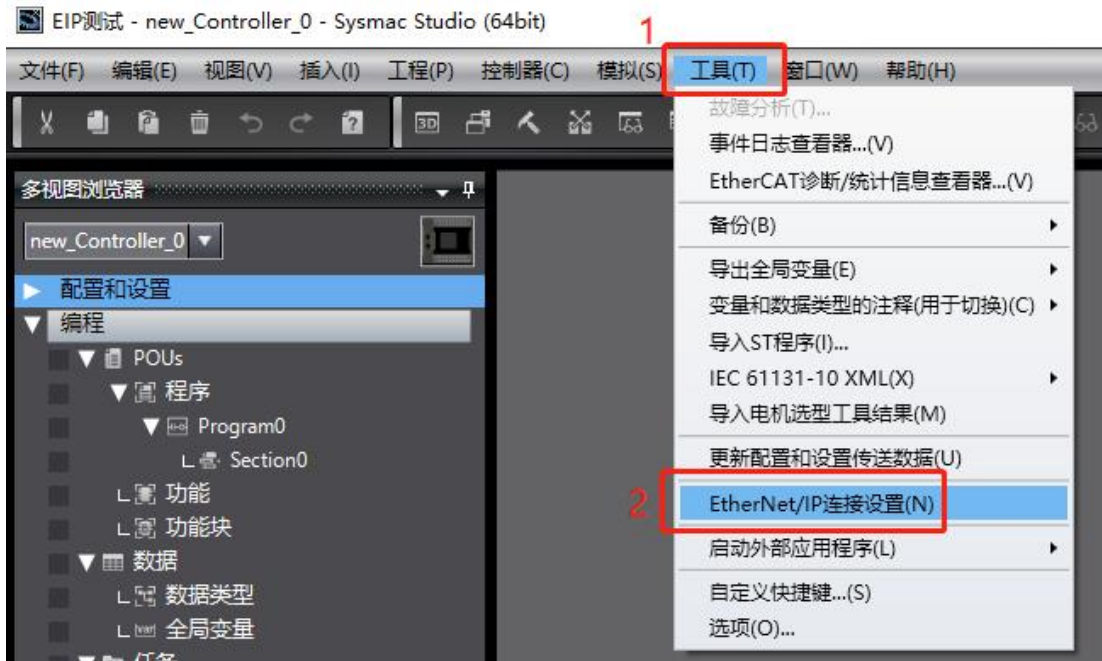 EIP测试 - new_Controller_0 - Sysmac Studio (64bit)
1
文件(F) 编辑(E) 视图(V) 插入(I) 工程(P) 控制器(C) 模拟(S) 工具(T) 窗口(W) 帮助(H)
3D
多视图浏览器
new_Controller_0
配置和设置
编程
POUs
程序
Program0
Section0
功能
功能块
数据
数据类型
全局变量
任务
故障分析(T)...
事件日志查看器...(V)
EtherCAT诊断/统计信息查看器...(V)
备份(B)
导出全局变量(E)
变量和数据类型的注释(用于切换)(C)
导入ST程序(I)...
IEC 61131-10 XML(X)
导入电机选型工具结果(M)
更新配置和设置传送数据(U)
2
EtherNet/IP连接设置(N)
启动外部应用程序(L)
自定义快捷键...(S)
选项(O)...